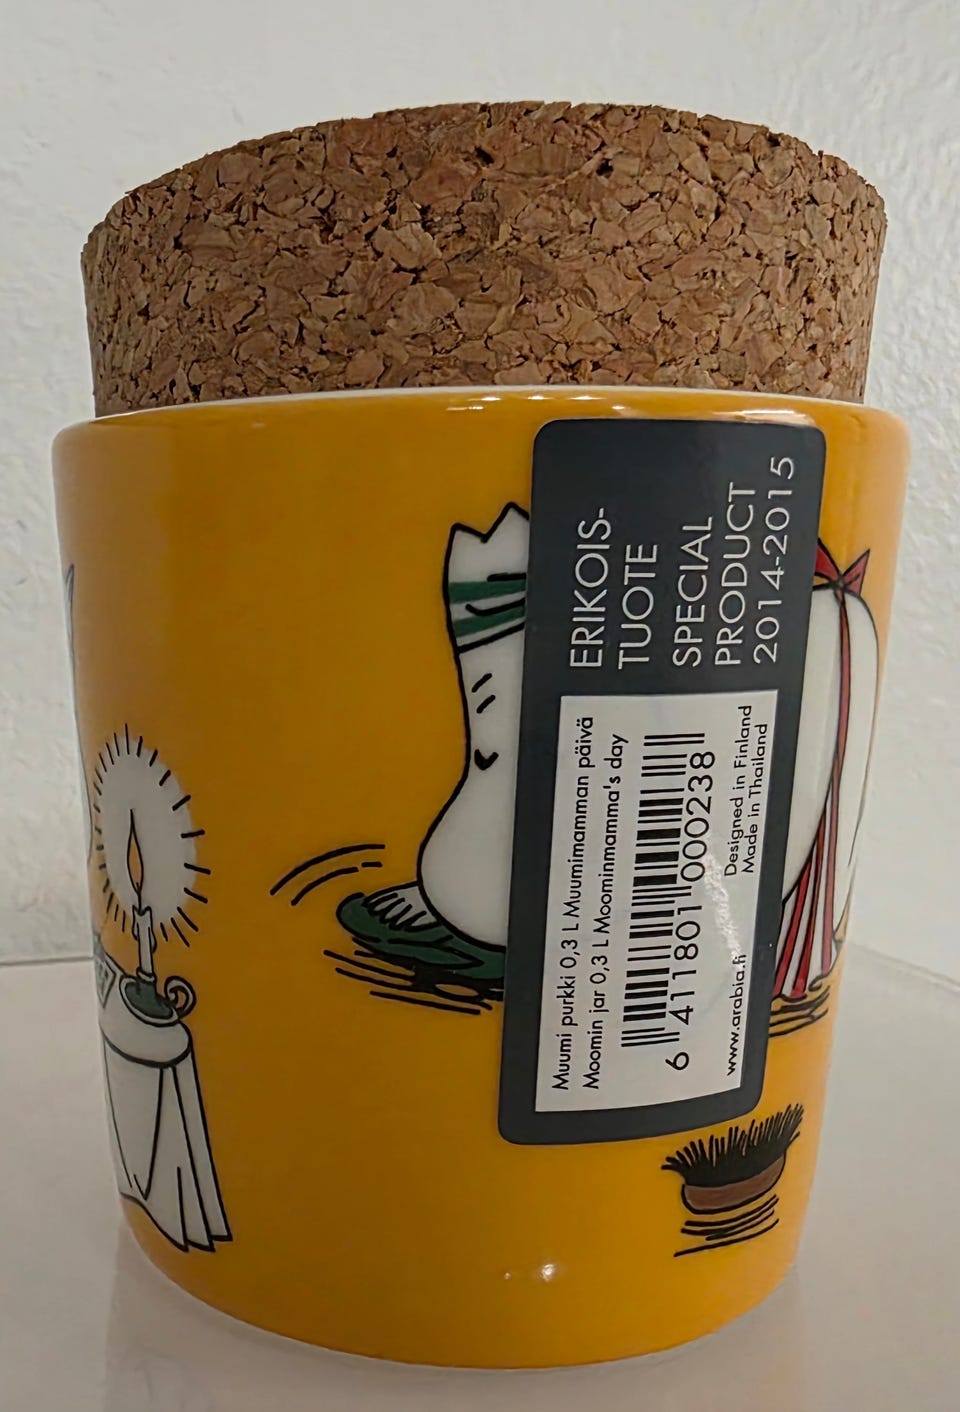 ERIKOIS-
TUOTE
SPECIAL
PRODUCT
2014-2015
Muumi purkki 0,3 L Muumimamman päivä
Moomin jar 0,3 L Moominmamma's day
6 411801 000238
www.arabia.fi
Designed in Finland
Made in Thailand